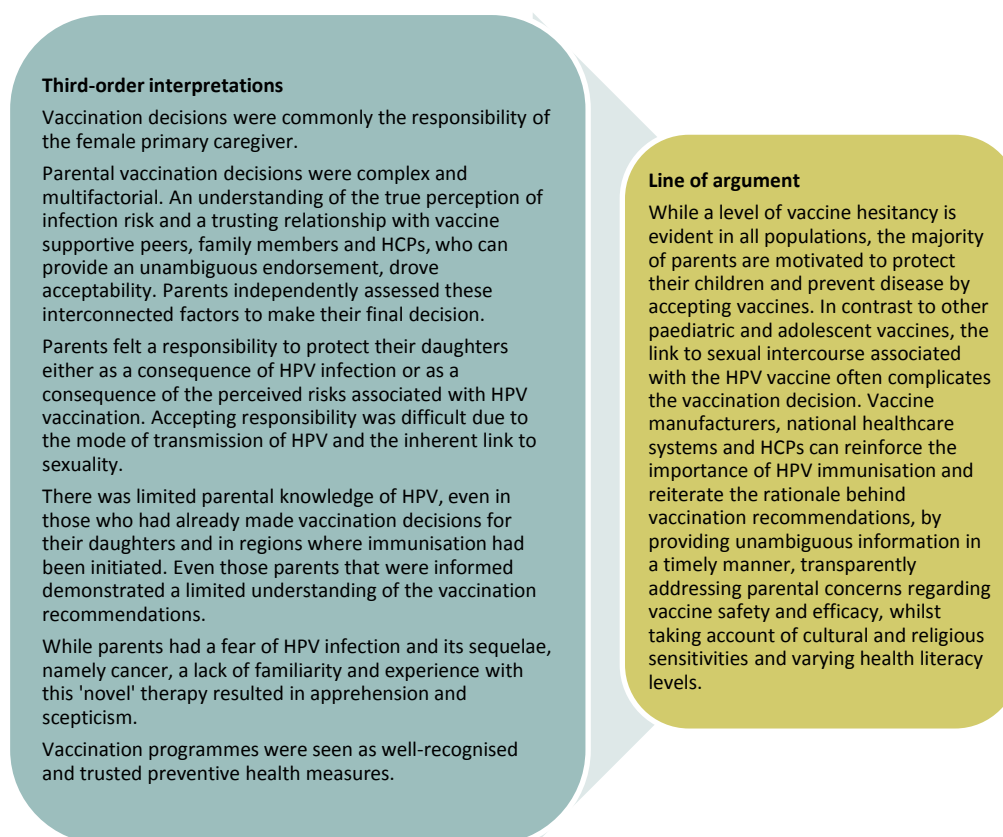 Third-order interpretations
Vaccination decisions were commonly the responsibility of
the female primary caregiver.
Parental vaccination decisions were complex and
multifactorial. An understanding of the true perception of
infection risk and a trusting relationship with vaccine
supportive peers, family members and HCPs, who can
provide an unambiguous endorsement, drove
acceptability. Parents independently assessed these
interconnected factors to make their final decision.
Parents felt a responsibility to protect their daughters
either as a consequence of HPV infection or as a
consequence of the perceived risks associated with HPV
vaccination. Accepting responsibility was difficult due to
the mode of transmission of HPV and the inherent link to
sexuality.
There was limited parental knowledge of HPV, even in
those who had already made vaccination decisions for
their daughters and in regions where immunisation had
been initiated. Even those parents that were informed
demonstrated a limited understanding of the vaccination
recommendations.
While parents had a fear of HPV infection and its sequelae,
namely cancer, a lack of familiarity and experience with
this 'novel' therapy resulted in apprehension and
scepticism.
Vaccination programmes were seen as well-recognised
and trusted preventive health measures.
Line of argument
While a level of vaccine hesitancy is
evident in all populations, the majority
of parents are motivated to protect
their children and prevent disease by
accepting vaccines. In contrast to other
paediatric and adolescent vaccines, the
link to sexual intercourse associated
with the HPV vaccine often complicates
the vaccination decision. Vaccine
manufacturers, national healthcare
systems and HCPs can reinforce the
importance of HPV immunisation and
reiterate the rationale behind
vaccination recommendations, by
providing unambiguous information in
a timely manner, transparently
addressing parental concerns regarding
vaccine safety and efficacy, whilst
taking account of cultural and religious
sensitivities and varying health literacy
levels.